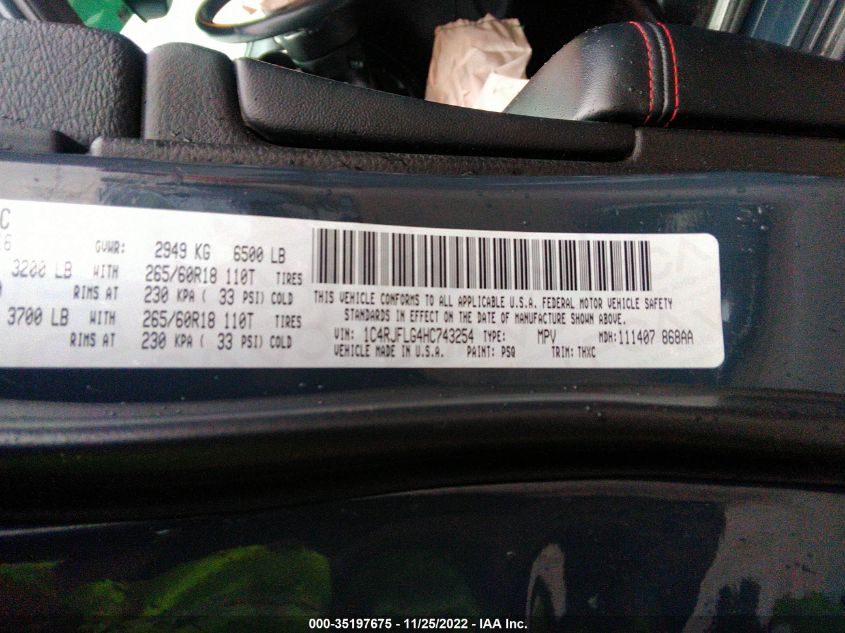 C
6
GVWR: 2949 KG 6500 LB
3200 LB WITH 265/60R18 110T TIRES
RIMS AT 230 KPA ( 33 PSI) COLD
3700 LB WITH 265/60R18 110T TIRES
RIMS AT 230 KPA ( 33 PSI) COLD
THIS VEHICLE CONFORMS TO ALL APPLICABLE U.S.A. FEDERAL MOTOR VEHICLE SAFETY
STANDARDS IN EFFECT ON THE DATE OF MANUFACTURE SHOWN ABOVE.
VIN: 1C4RJFLG4HC743254 TYPE: MPV MDH: 111407 868AA
VEHICLE MADE IN U.S.A. PAINT: PSQ TRIM: THXC
000-35197675 - 11/25/2022 - IAA Inc.